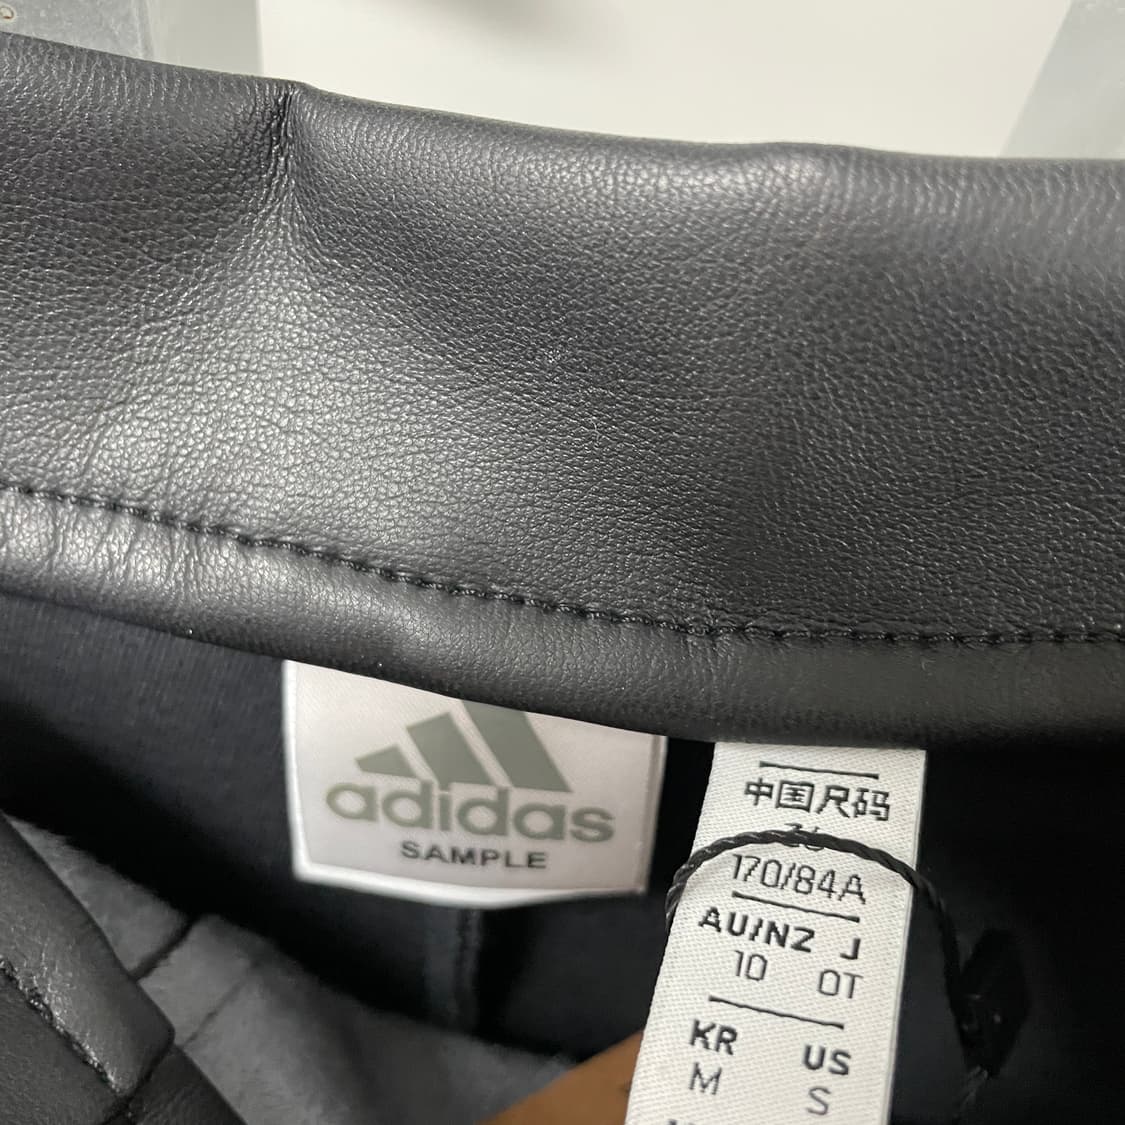 adidas
SAMPLE
中国尺码
170/84A
AU/NZ J
10 OT
KR US
M S